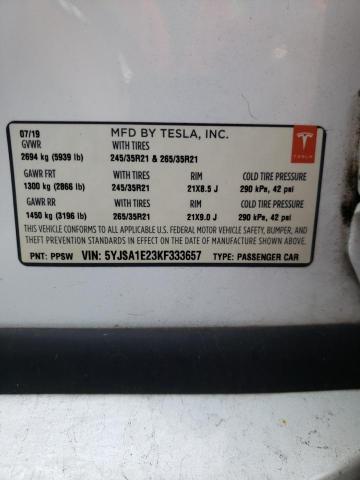 07/19 MFD BY TESLA, INC.
GVWR WITH TIRES
2694 kg (5939 lb) 245/35R21 & 265/35R21
TESLA
GAWR FRT WITH TIRES RIM COLD TIRE PRESSURE
1300 kg (2866 lb) 245/35R21 21X8.5 J 290 kPa, 42 psi
GAWR RR WITH TIRES RIM COLD TIRE PRESSURE
1450 kg (3196 lb) 265/35R21 21X9.0 J 290 kPa, 42 psi
THIS VEHICLE CONFORMS TO ALL APPLICABLE U.S. FEDERAL MOTOR VEHICLE SAFETY, BUMPER, AND
THEFT PREVENTION STANDARDS IN EFFECT ON THE DATE OF MANUFACTURE SHOWN ABOVE.
PNT: PPSW VIN: 5YJSA1E23KF333657 TYPE: PASSENGER CAR